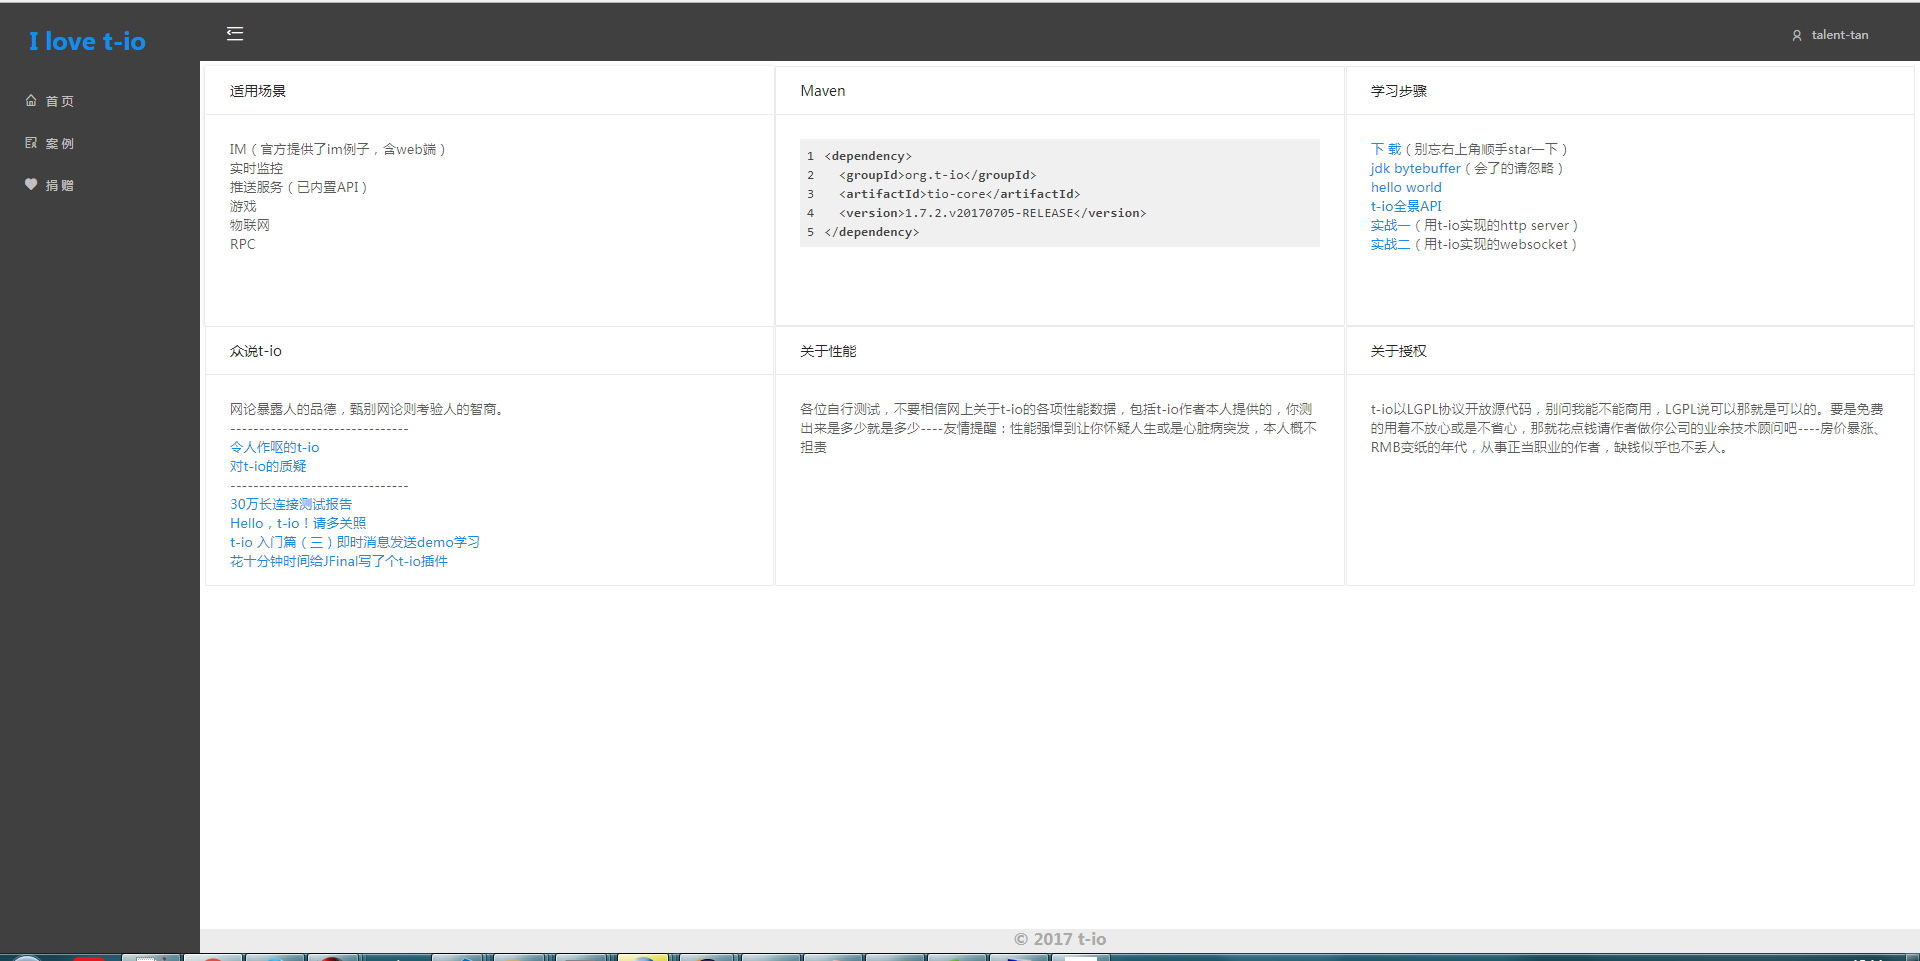 I love t-io
talent-tan
首 页
案 例
捐 赠
适用场景
IM（官方提供了im例子，含web端）
实时监控
推送服务（已内置API）
游戏
物联网
RPC
Maven
1 <dependency>
2   <groupId>org.t-io</groupId>
3   <artifactId>tio-core</artifactId>
4   <version>1.7.2.v20170705-RELEASE</version>
5 </dependency>
学习步骤
下 载（别忘右上角顺手star一下）
jdk bytebuffer（会了的请忽略）
hello world
t-io全景API
实战一（用t-io实现的http server）
实战二（用t-io实现的websocket）
众说t-io
网论暴露人的品德，甄别网论则考验人的智商。
-------------------------------
令人作呕的t-io
对t-io的质疑
-------------------------------
30万长连接测试报告
Hello，t-io！请多关照
t-io 入门篇（三）即时消息发送demo学习
花十分钟时间给JFinal写了个t-io插件
关于性能
各位自行测试，不要相信网上关于t-io的各项性能数据，包括t-io作者本人提供的，你测
出来是多少就是多少----友情提醒：性能强悍到让你怀疑人生或是心脏病突发，本人概不
担责
关于授权
t-io以LGPL协议开放源代码，别问我能不能商用，LGPL说可以那就是可以的。要是免费
的用着不放心或是不省心，那就花点钱请作者做你公司的业余技术顾问吧----房价暴涨、
RMB变纸的年代，从事正当职业的作者，缺钱似乎也不丢人。
© 2017 t-io